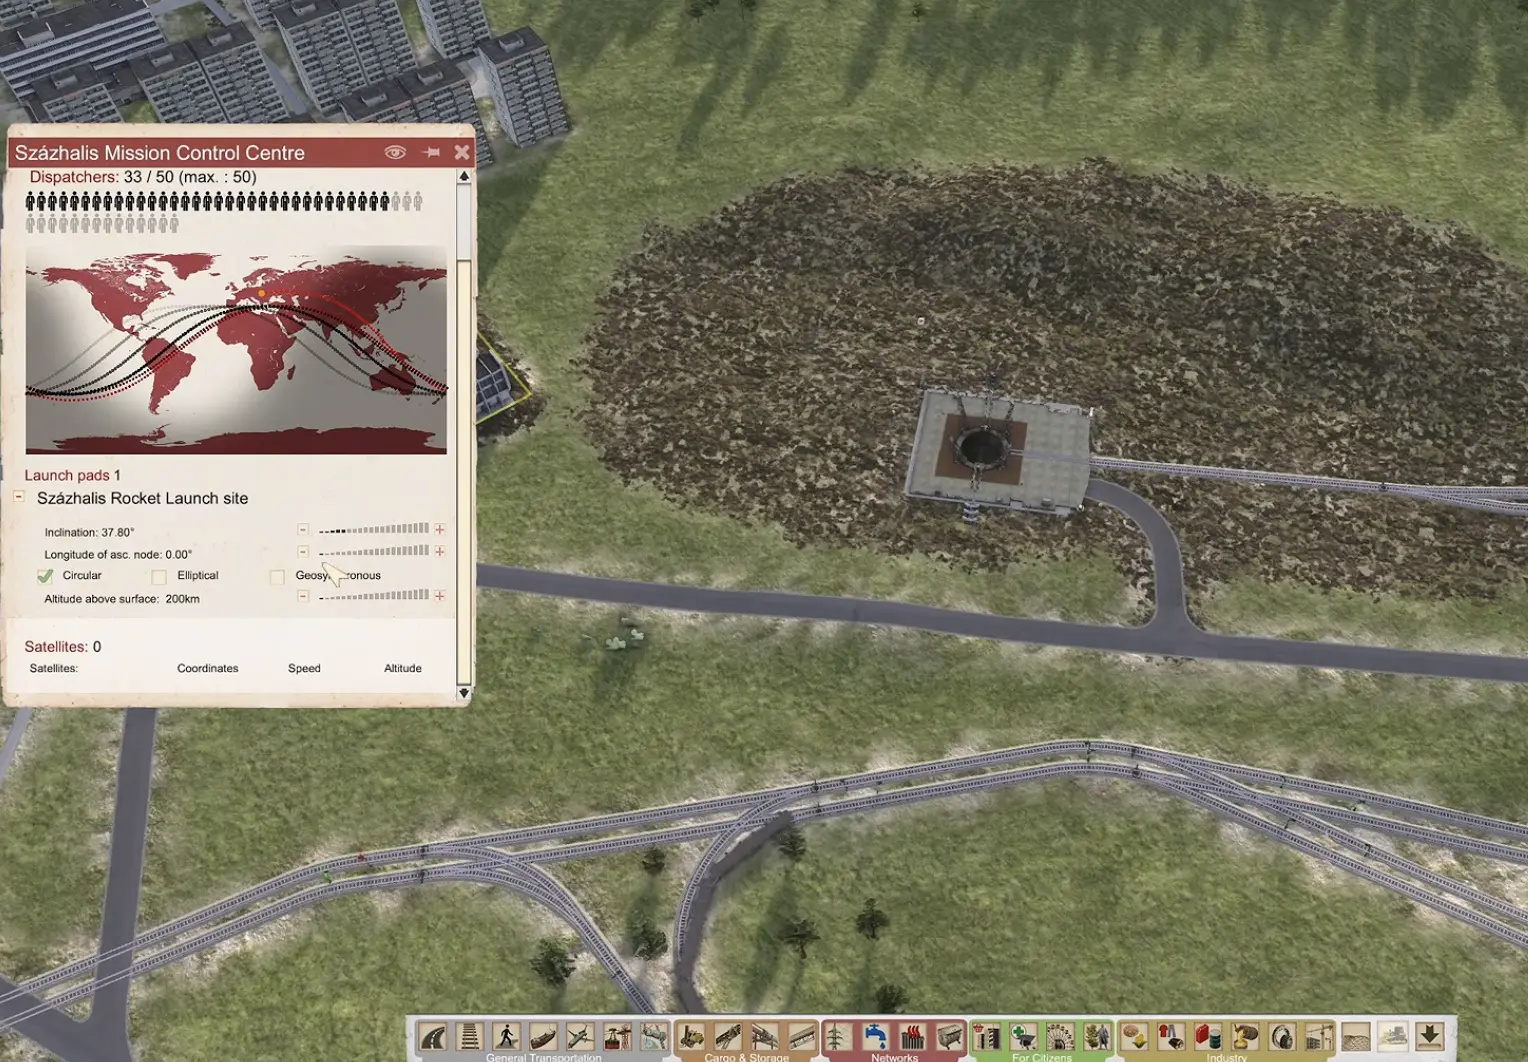 Százhalis Mission Control Centre
Dispatchers: 33 / 50 (max. : 50)
Launch pads 1
Százhalis Rocket Launch site
Inclination: 37.80°
Longitude of asc. node: 0.00°
Circular Elliptical
Altitude above surface: 200km
Satellites: 0
Satellites: Coordinates Speed Altitude
General Transportation Cargo & Storage Networks For Citizens Industry